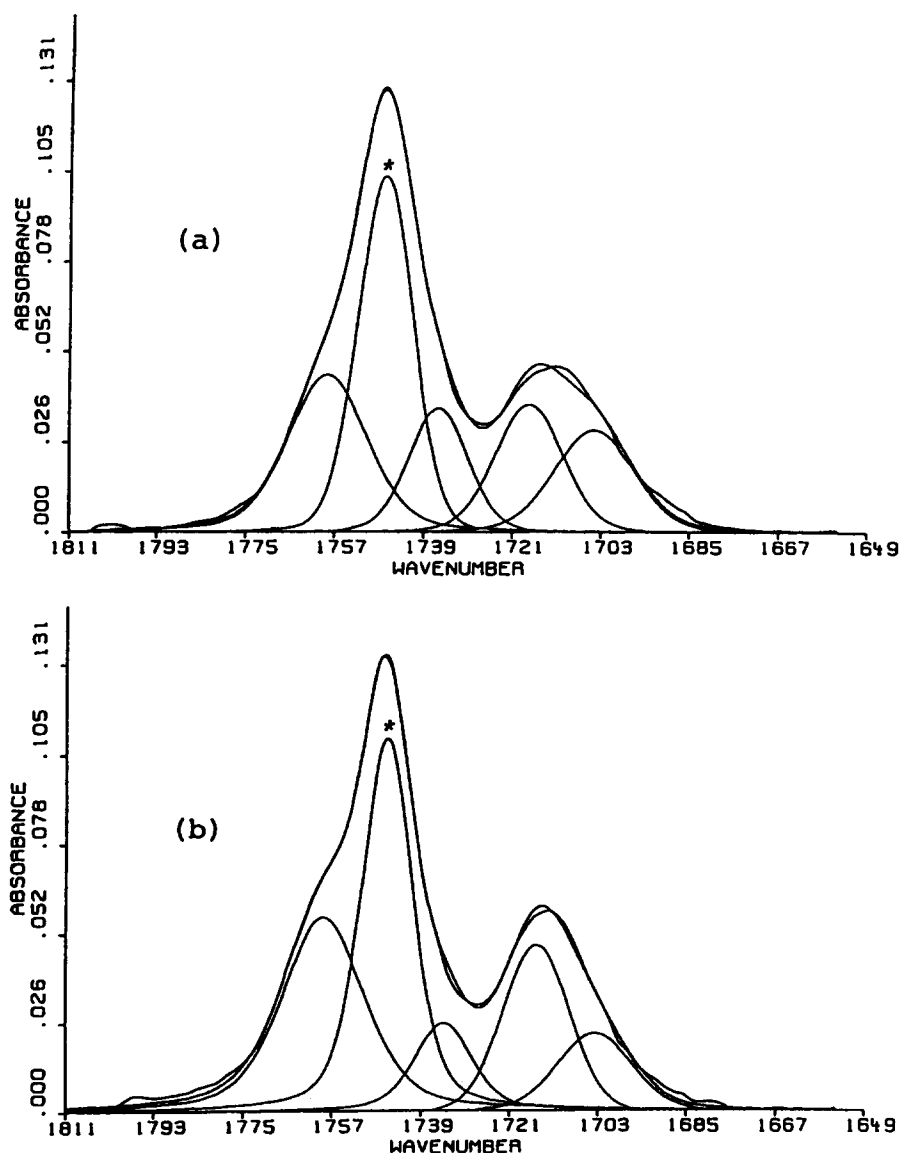 .131
.105
.078
.052
.026
.000
ABSORBANCE
(a)
*
1811 1793 1775 1757 1739 1721 1703 1685 1667 1649
WAVENUMBER
.131
.105
.078
.052
.026
.000
ABSORBANCE
(b)
*
1811 1793 1775 1757 1739 1721 1703 1685 1667 1649
WAVENUMBER